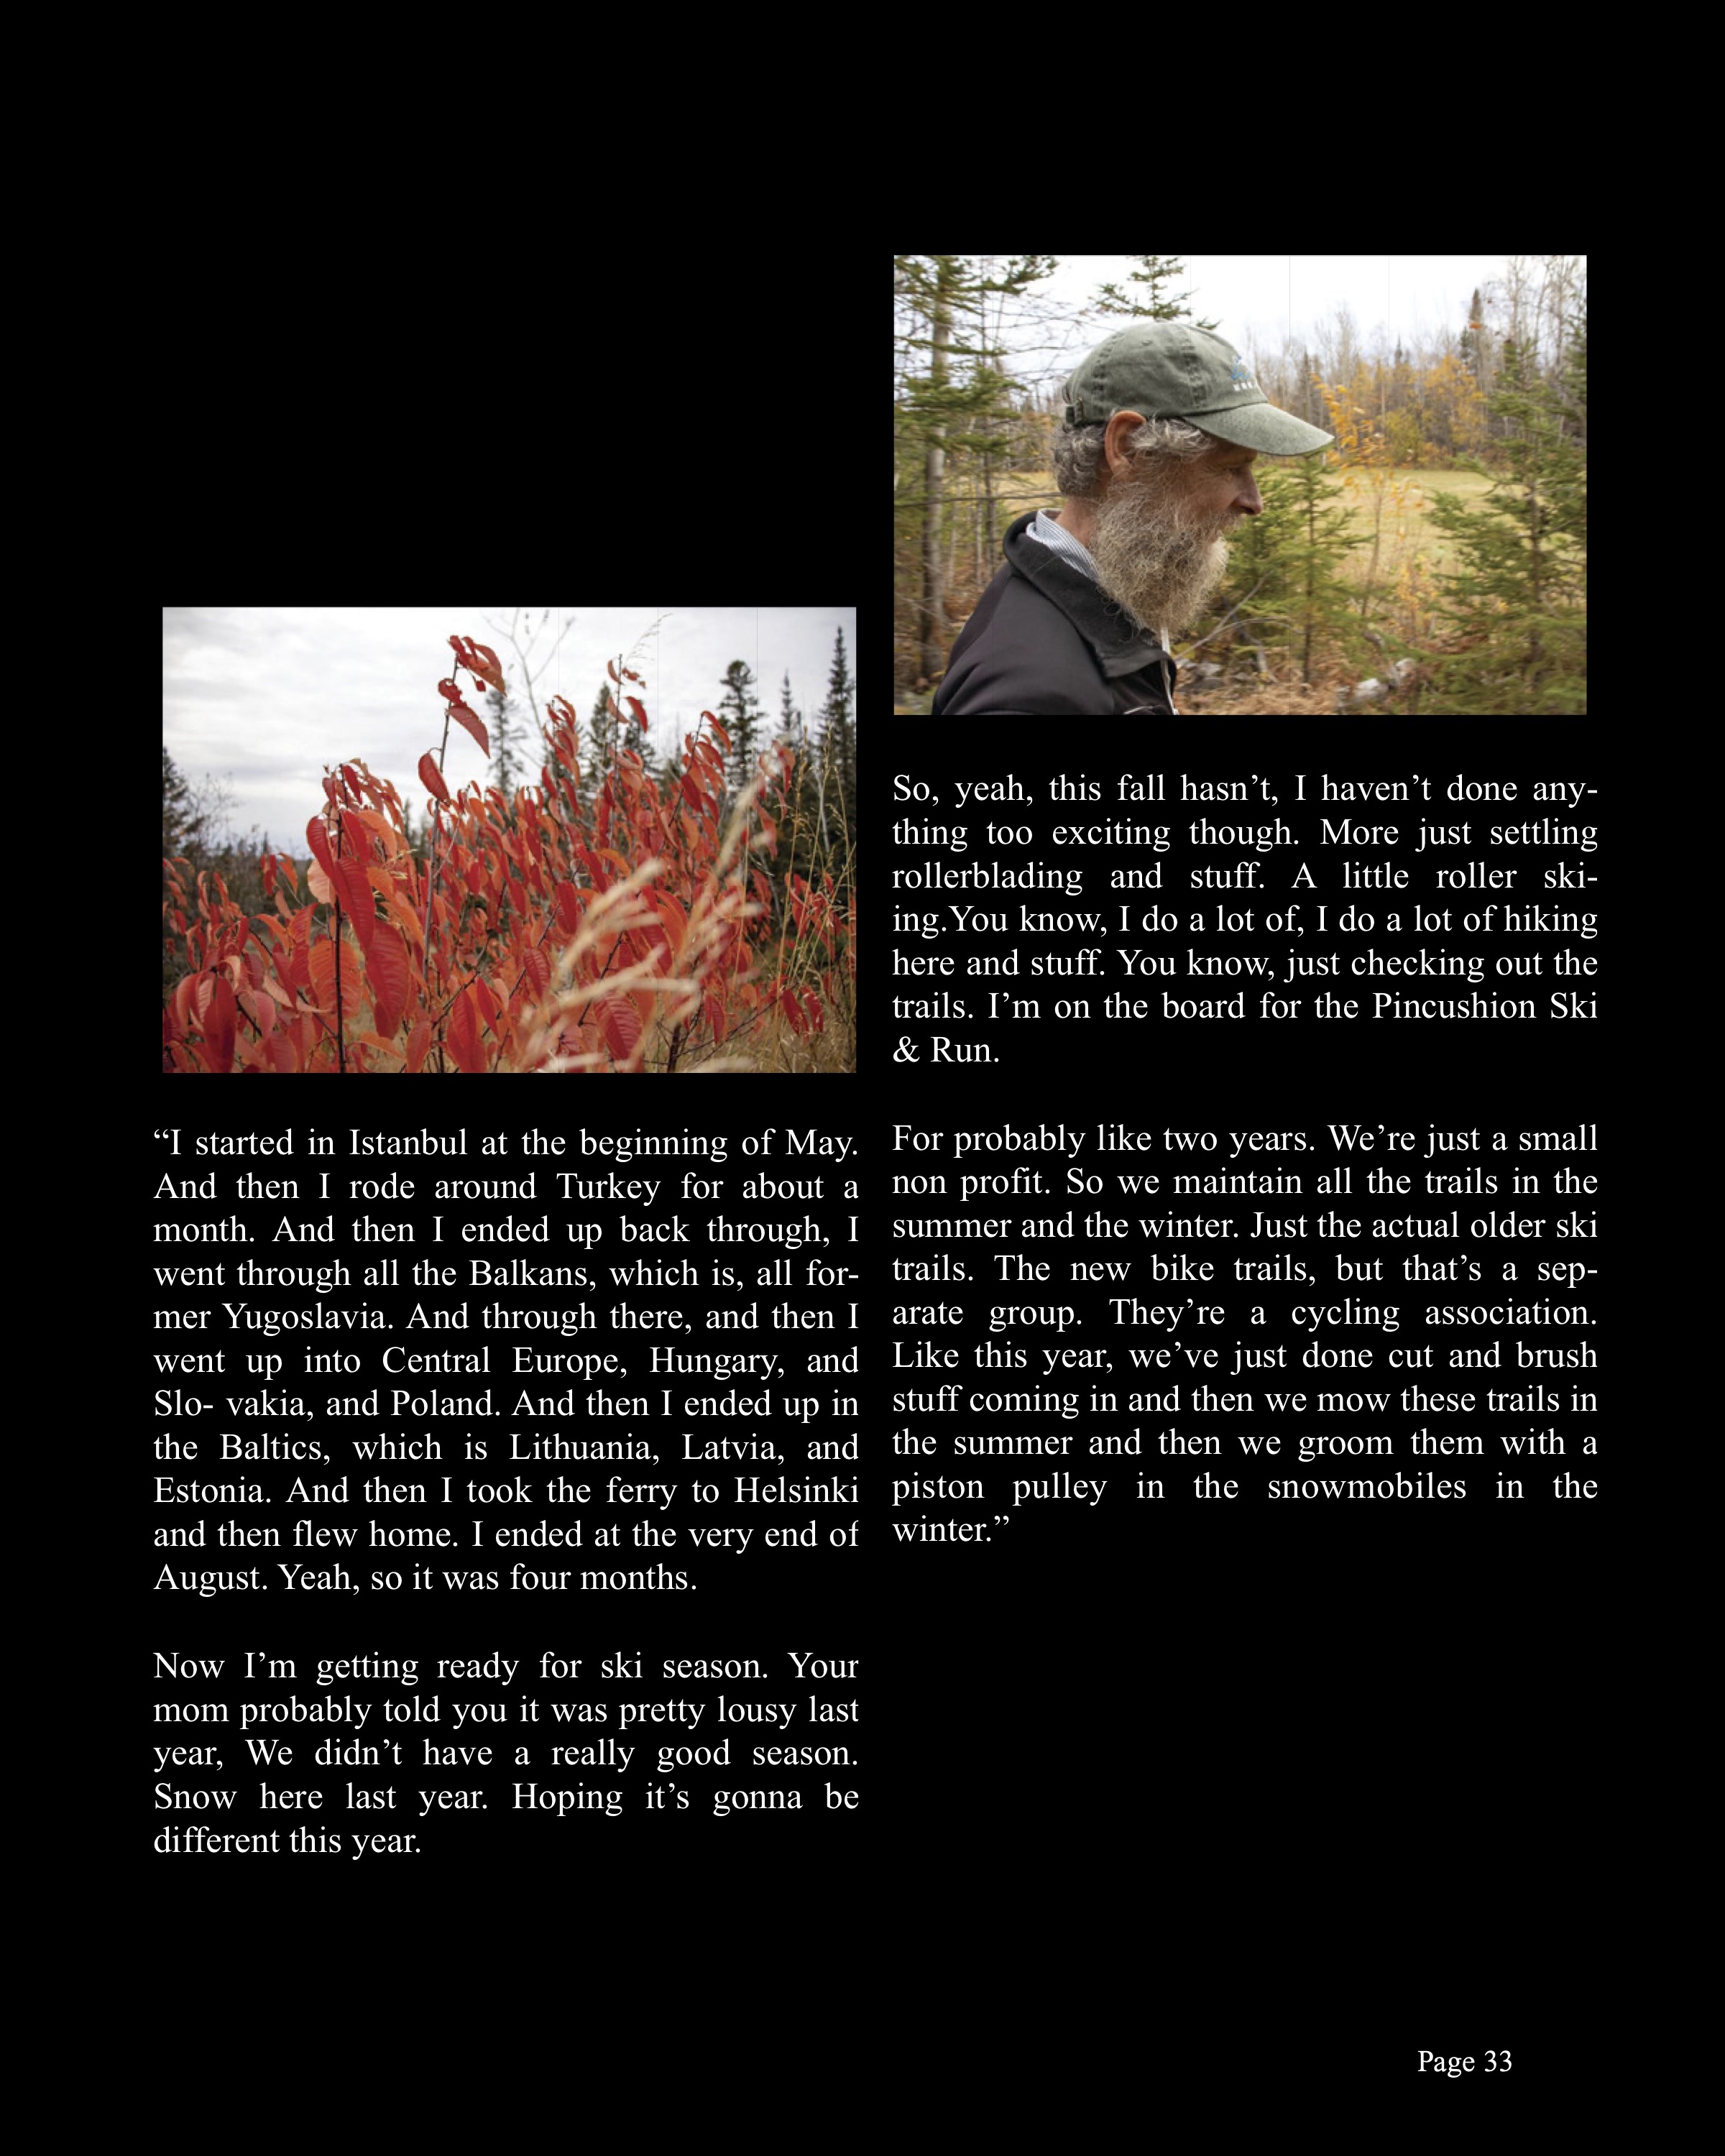 “I started in Istanbul at the beginning of May.
And then I rode around Turkey for about a
month. And then I ended up back through, I
went through all the Balkans, which is, all for-
mer Yugoslavia. And through there, and then I
went up into Central Europe, Hungary, and
Slo- vakia, and Poland. And then I ended up in
the Baltics, which is Lithuania, Latvia, and
Estonia. And then I took the ferry to Helsinki
and then flew home. I ended at the very end of
August. Yeah, so it was four months.
Now I’m getting ready for ski season. Your
mom probably told you it was pretty lousy last
year, We didn’t have a really good season.
Snow here last year. Hoping it’s gonna be
different this year.
So, yeah, this fall hasn’t, I haven’t done any-
thing too exciting though. More just settling
rollerblading and stuff. A little roller ski-
ing.You know, I do a lot of, I do a lot of hiking
here and stuff. You know, just checking out the
trails. I’m on the board for the Pincushion Ski
& Run.
For probably like two years. We’re just a small
non profit. So we maintain all the trails in the
summer and the winter. Just the actual older ski
trails. The new bike trails, but that’s a sep-
arate group. They’re a cycling association.
Like this year, we’ve just done cut and brush
stuff coming in and then we mow these trails in
the summer and then we groom them with a
piston pulley in the snowmobiles in the
winter.”
Page 33